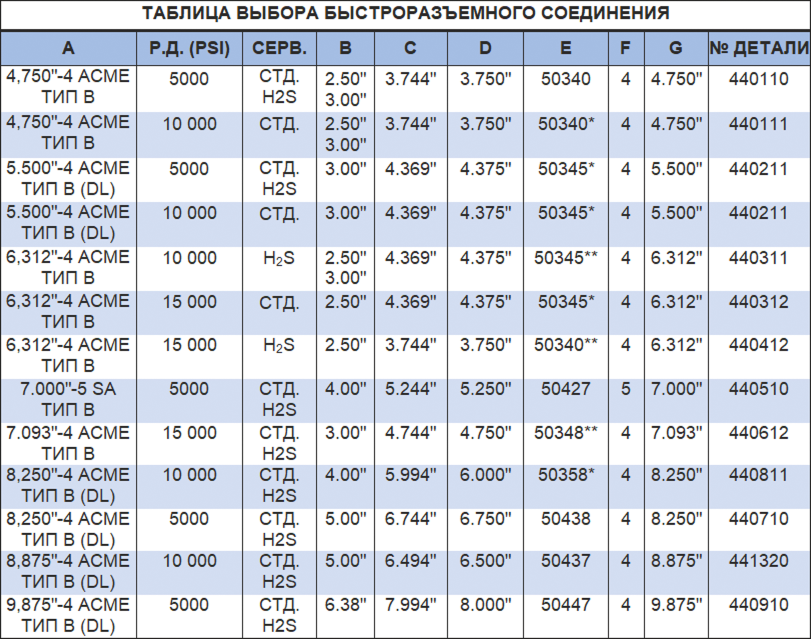 ТАБЛИЦА ВЫБОРА БЫСТРОРАЗЪЕМНОГО СОЕДИНЕНИЯ
A Р.Д. (PSI) СЕРВ. B C D E F G № ДЕТАЛИ
4,750"-4 ACME ТИП B 5000 СТД. H2S 2.50" 3.00" 3.744" 3.750" 50340 4 4.750" 440110
4,750"-4 ACME ТИП B 10 000 СТД. 2.50" 3.00" 3.744" 3.750" 50340* 4 4.750" 440111
5.500"-4 ACME ТИП B (DL) 5000 СТД. H2S 3.00" 4.369" 4.375" 50345* 4 5.500" 440211
5.500"-4 ACME ТИП B (DL) 10 000 СТД. 3.00" 4.369" 4.375" 50345* 4 5.500" 440211
6,312"-4 ACME ТИП B 10 000 H₂S 2.50" 3.00" 4.369" 4.375" 50345** 4 6.312" 440311
6,312"-4 ACME ТИП B 15 000 СТД. 2.50" 4.369" 4.375" 50345* 4 6.312" 440312
6,312"-4 ACME ТИП B 15 000 H₂S 2.50" 3.744" 3.750" 50340** 4 6.312" 440412
7.000"-5 SA ТИП B 5000 СТД. H2S 4.00" 5.244" 5.250" 50427 5 7.000" 440510
7.093"-4 ACME ТИП B 15 000 СТД. H2S 3.00" 4.744" 4.750" 50348** 4 7.093" 440612
8,250"-4 ACME ТИП B (DL) 10 000 СТД. H2S 4.00" 5.994" 6.000" 50358* 4 8.250" 440811
8,250"-4 ACME ТИП B (DL) 5000 СТД. H2S 5.00" 6.744" 6.750" 50438 4 8.250" 440710
8,875"-4 ACME ТИП B (DL) 10 000 СТД. H2S 5.00" 6.494" 6.500" 50437 4 8.875" 441320
9,875"-4 ACME ТИП B (DL) 5000 СТД. H2S 6.38" 7.994" 8.000" 50447 4 9.875" 440910